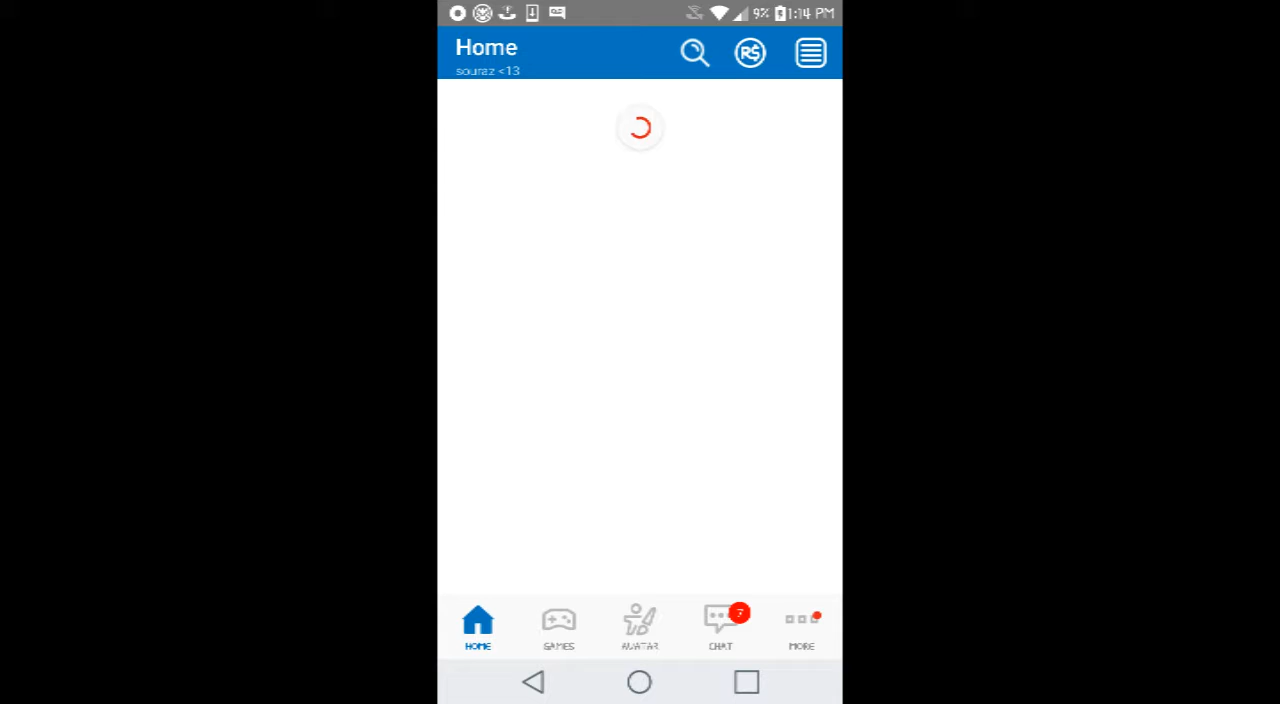 9% 1:14 PM
Home
R$
souraz <13
7
HOME GAMES AVATAR CHAT MORE